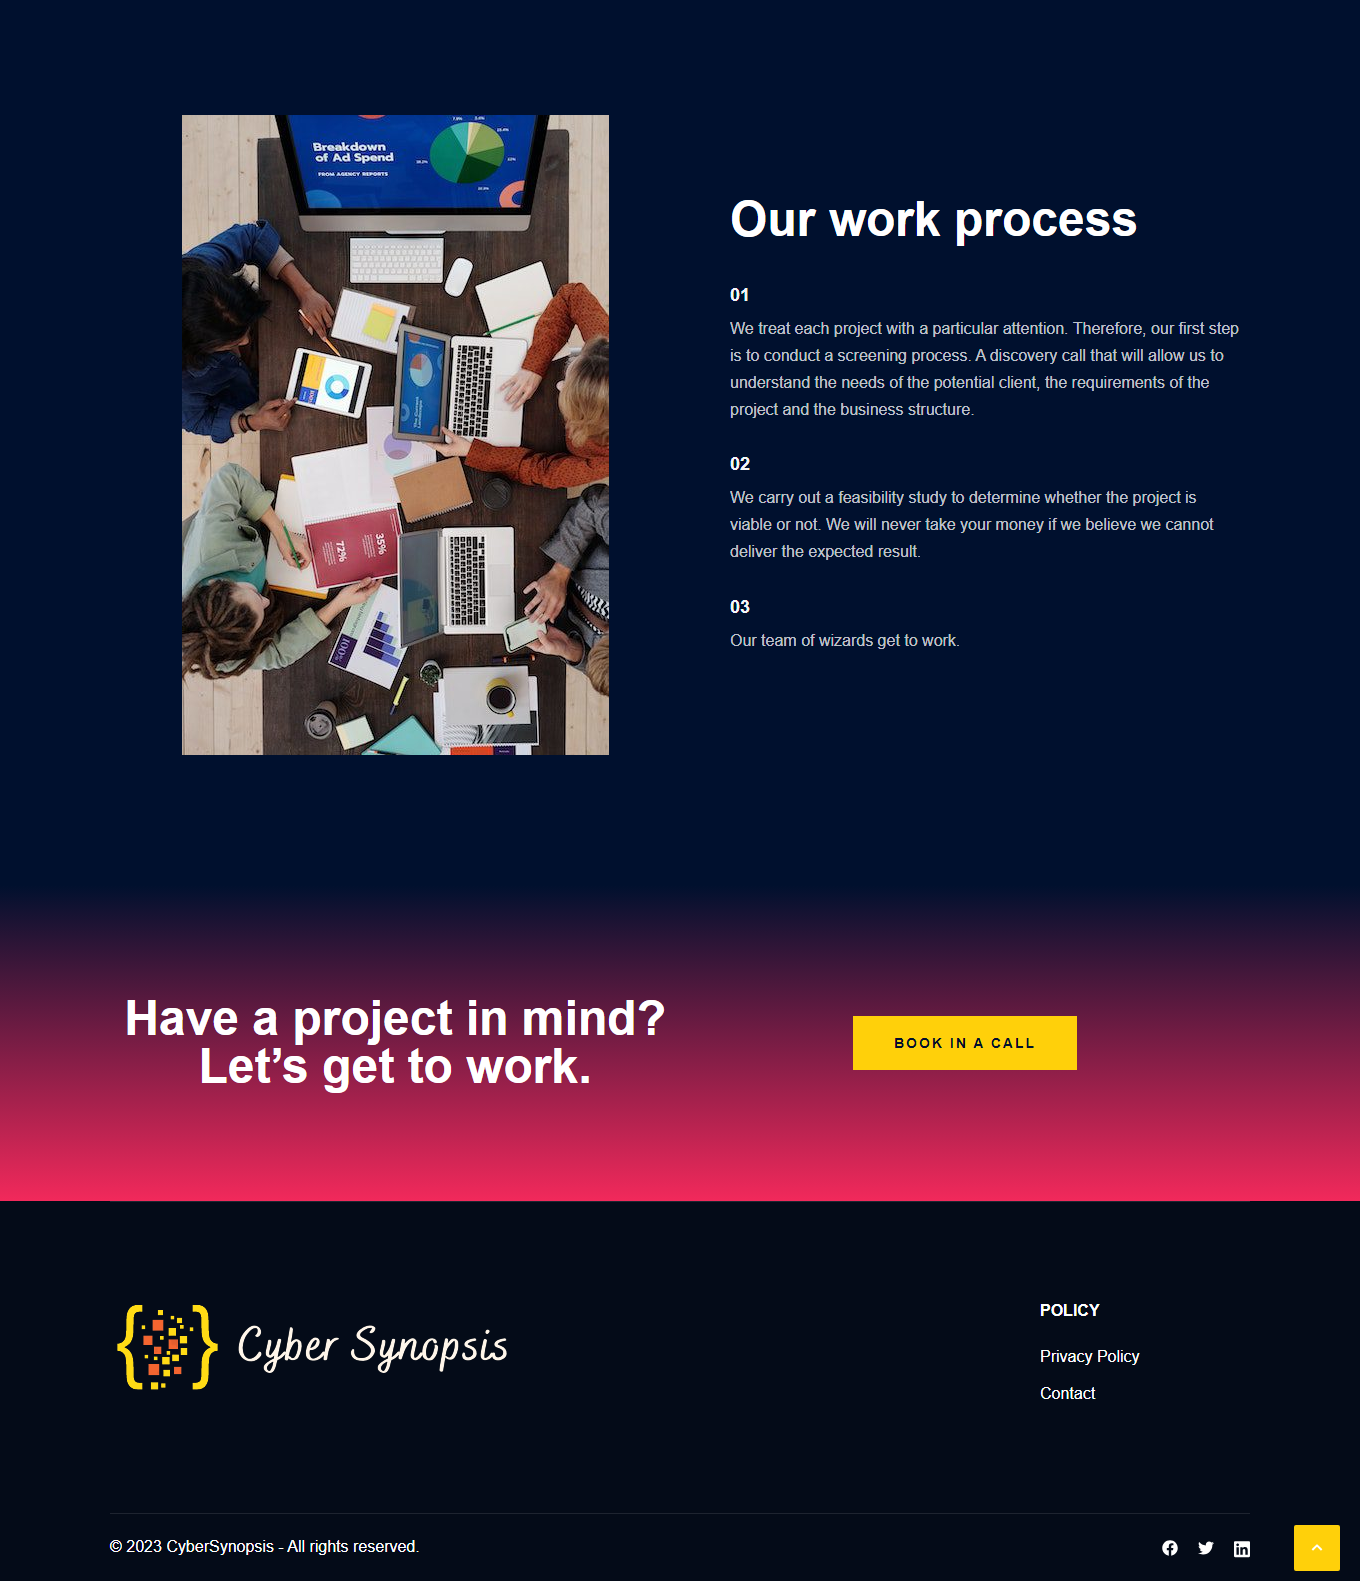 Breakdown
of Ad Spend
FROM AGENCY REPORTS
Our work process
01
We treat each project with a particular attention. Therefore, our first step
is to conduct a screening process. A discovery call that will allow us to
understand the needs of the potential client, the requirements of the
project and the business structure.
02
We carry out a feasibility study to determine whether the project is
viable or not. We will never take your money if we believe we cannot
deliver the expected result.
03
Our team of wizards get to work.
35%
72%
100%
Have a project in mind?
Let’s get to work.
BOOK IN A CALL
Cyber Synopsis
POLICY
Privacy Policy
Contact
© 2023 CyberSynopsis - All rights reserved.